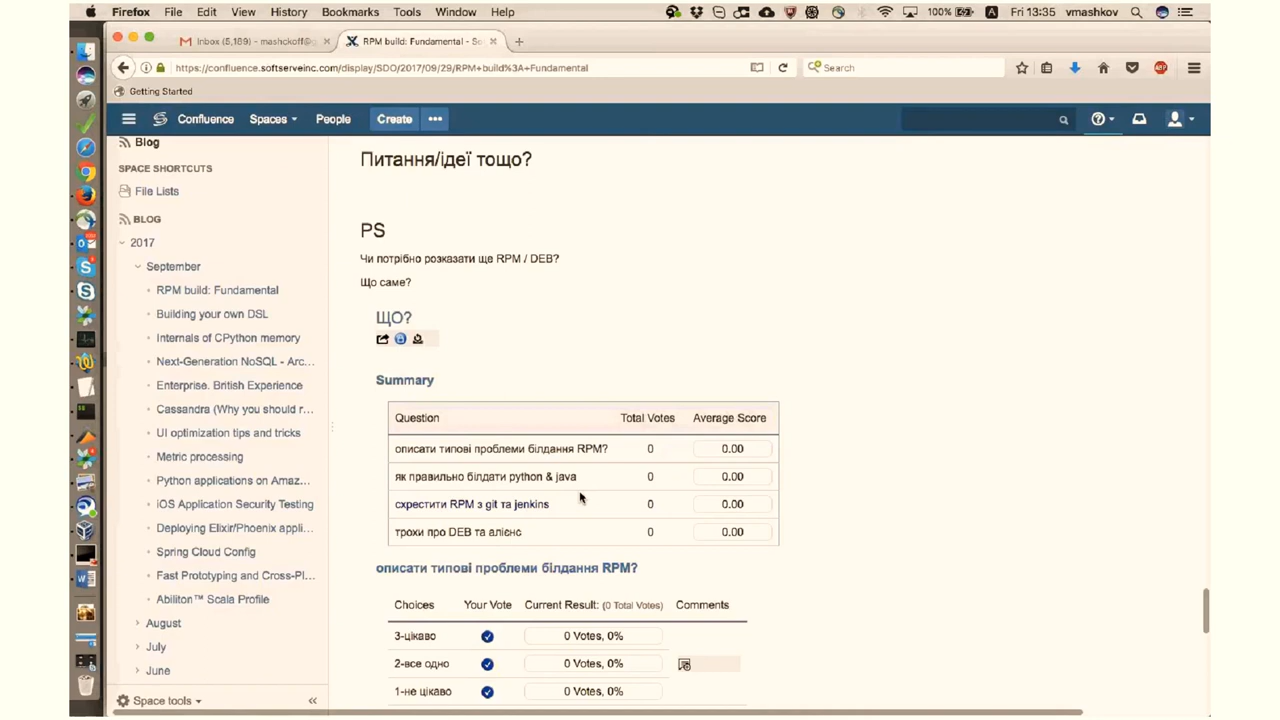 Firefox File Edit View History Bookmarks Tools Window Help 100% Fri 13:35 vmashkov
Inbox (5,189) - mashckoff@g
RPM build: Fundamental - So
https://confluence.softserveinc.com/display/SDO/2017/09/29/RPM+build%3A+Fundamental
Search
Getting Started
Confluence Spaces People Create
Blog
SPACE SHORTCUTS
File Lists
BLOG
2017
September
RPM build: Fundamental
Building your own DSL
Internals of CPython memory
Next-Generation NoSQL - Arc...
Enterprise. British Experience
Cassandra (Why you should r...
UI optimization tips and tricks
Metric processing
Python applications on Amaz...
iOS Application Security Testing
Deploying Elixir/Phoenix appli...
Spring Cloud Config
Fast Prototyping and Cross-Pl...
Abiliton™ Scala Profile
August
July
June
Space tools
Питання/ідеї тощо?
PS
Чи потрібно розказати ще RPM / DEB?
Що саме?
ЩО?
Summary
Question Total Votes Average Score
описати типові проблеми білдання RPM? 0 0.00
як правильно білдати python & java 0 0.00
схрестити RPM з git та jenkins 0 0.00
трохи про DEB та алієнс 0 0.00
описати типові проблеми білдання RPM?
Choices Your Vote Current Result: (0 Total Votes) Comments
3-цікаво 0 Votes, 0%
2-все одно 0 Votes, 0%
1-не цікаво 0 Votes, 0%